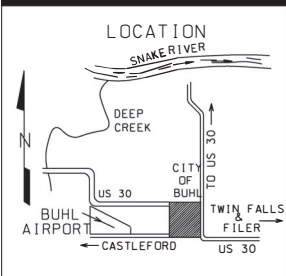 LOCATION
SNAKE RIVER
DEEP
CREEK
N
CITY
OF
BUHL
TO US 30
US 30
BUHL
AIRPORT
TWIN FALLS
&
FILER
CASTLEFORD
US 30